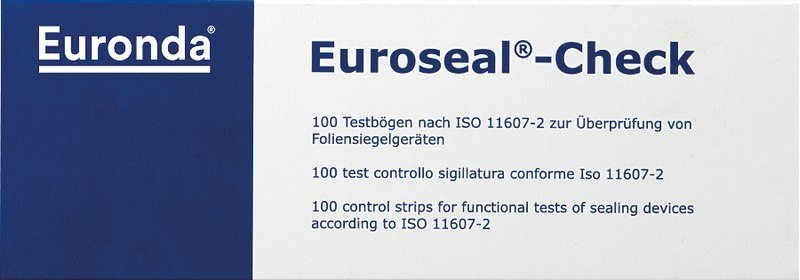 Euronda®
Euroseal®-Check
100 Testbögen nach ISO 11607-2 zur Überprüfung von
Foliensiegelgeräten
100 test controllo sigillatura conforme Iso 11607-2
100 control strips for functional tests of sealing devices
according to ISO 11607-2